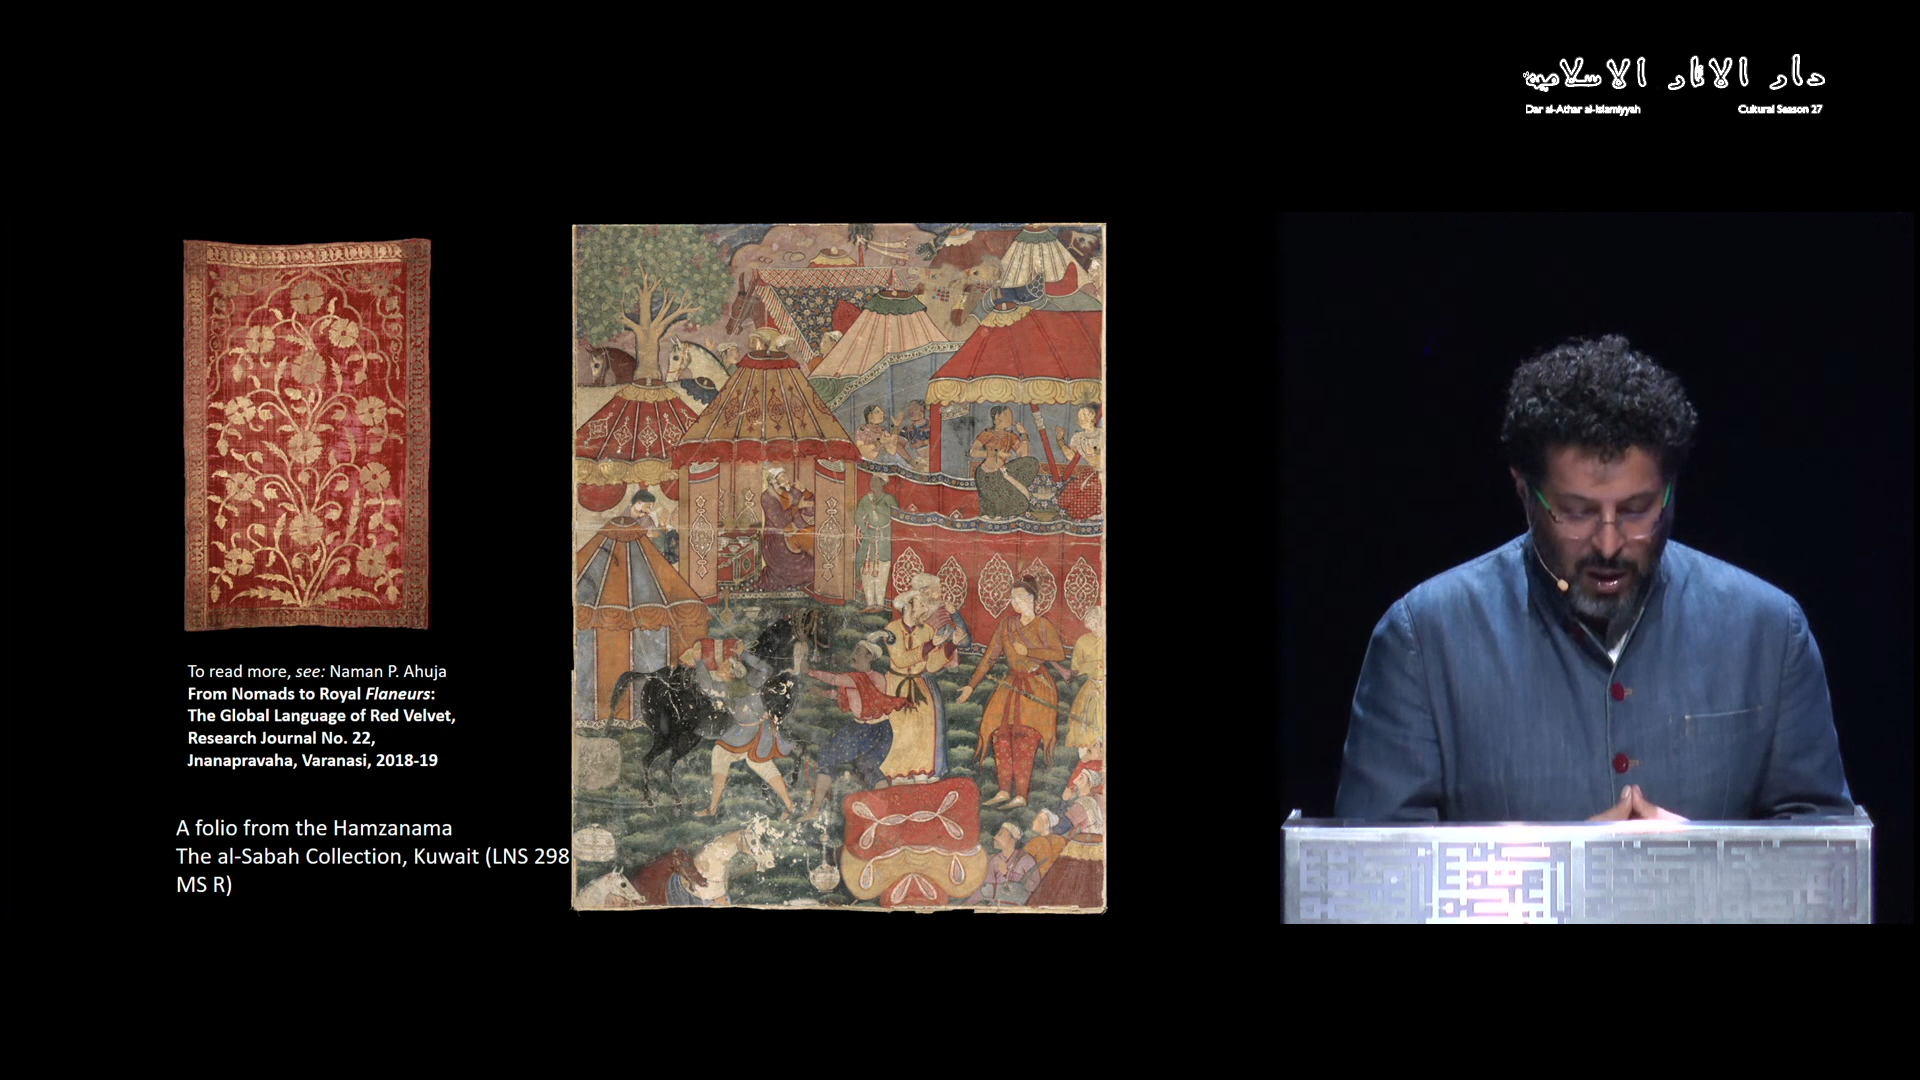 دار الاثار الاسلاميه
Dar al-Athar al-Islamiyyah
Cultural Season 27
To read more, see: Naman P. Ahuja
From Nomads to Royal Flaneurs:
The Global Language of Red Velvet,
Research Journal No. 22,
Jnanapravaha, Varanasi, 2018-19
A folio from the Hamzanama
The al-Sabah Collection, Kuwait (LNS 298
MS R)